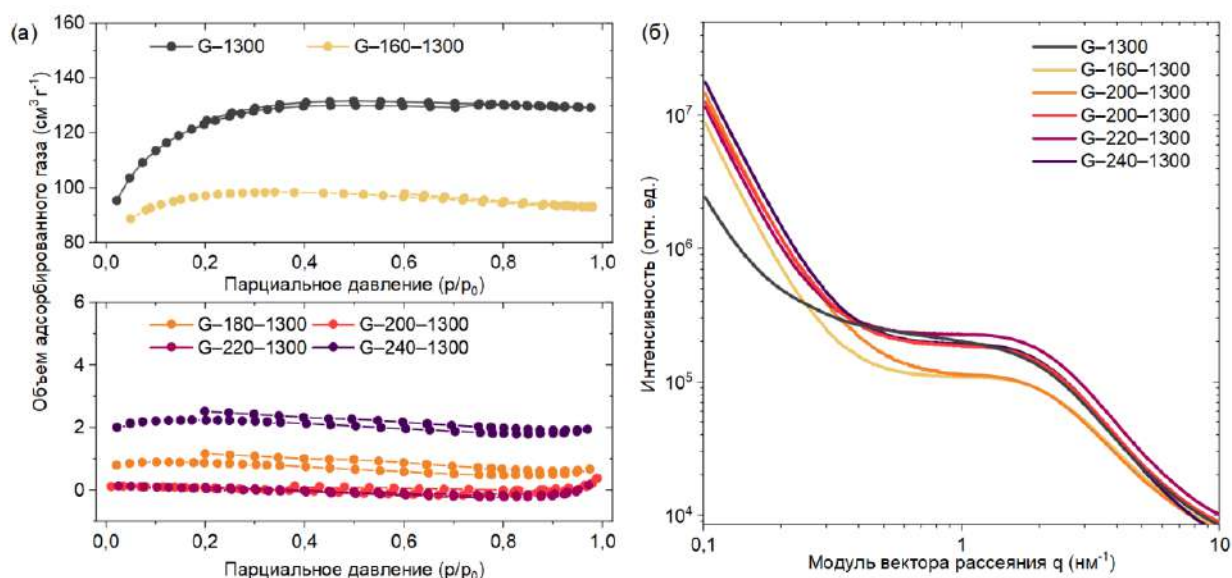 (а)
Объем адсорбированного газа (см³ г⁻¹)
160
140
120
100
80
G–1300 G–160–1300
0,0 0,2 0,4 0,6 0,8 1,0
Парциальное давление (p/p₀)
6
4
2
0
G–180–1300 G–200–1300
G–220–1300 G–240–1300
0,0 0,2 0,4 0,6 0,8 1,0
Парциальное давление (p/p₀)
(б)
Интенсивность (отн. ед.)
10⁷
10⁶
10⁵
10⁴
G–1300
G–160–1300
G–200–1300
G–200–1300
G–220–1300
G–240–1300
0,1 1 10
Модуль вектора рассеяния q (нм⁻¹)